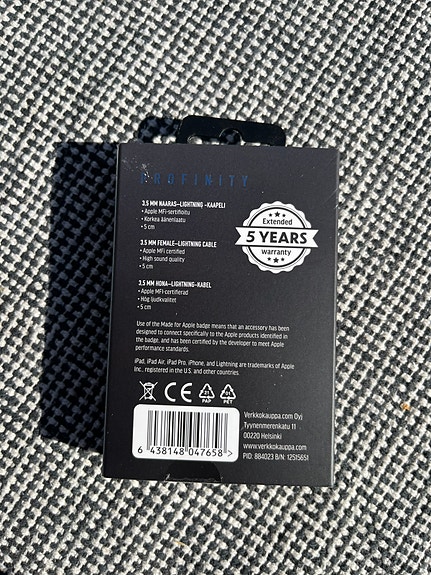 PROFINITY
3.5 MM NAARAS–LIGHTNING -KAAPELI
• Apple MFi-sertifioitu
• Korkea äänenlaatu
• 5 cm
Extended
5 YEARS
warranty
3.5 MM FEMALE–LIGHTNING CABLE
• Apple MFi certified
• High sound quality
• 5 cm
3.5 MM HONA–LIGHTNING-KABEL
• Apple MFi-certifierad
• Hög ljudkvalitet
• 5 cm
Use of the Made for Apple badge means that an accessory has been
designed to connect specifically to the Apple products identified in
the badge, and has been certified by the developer to meet Apple
performance standards.
iPad, iPad Air, iPad Pro, iPhone, and Lightning are trademarks of Apple
Inc., registered in the U.S. and other countries.
CE
21
PAP
01
PET
6 438148 047658 >
Verkkokauppa.com Oyj
Tyynenmerenkatu 11
00220 Helsinki
www.verkkokauppa.com
PID: 884023 B/N: 12515651